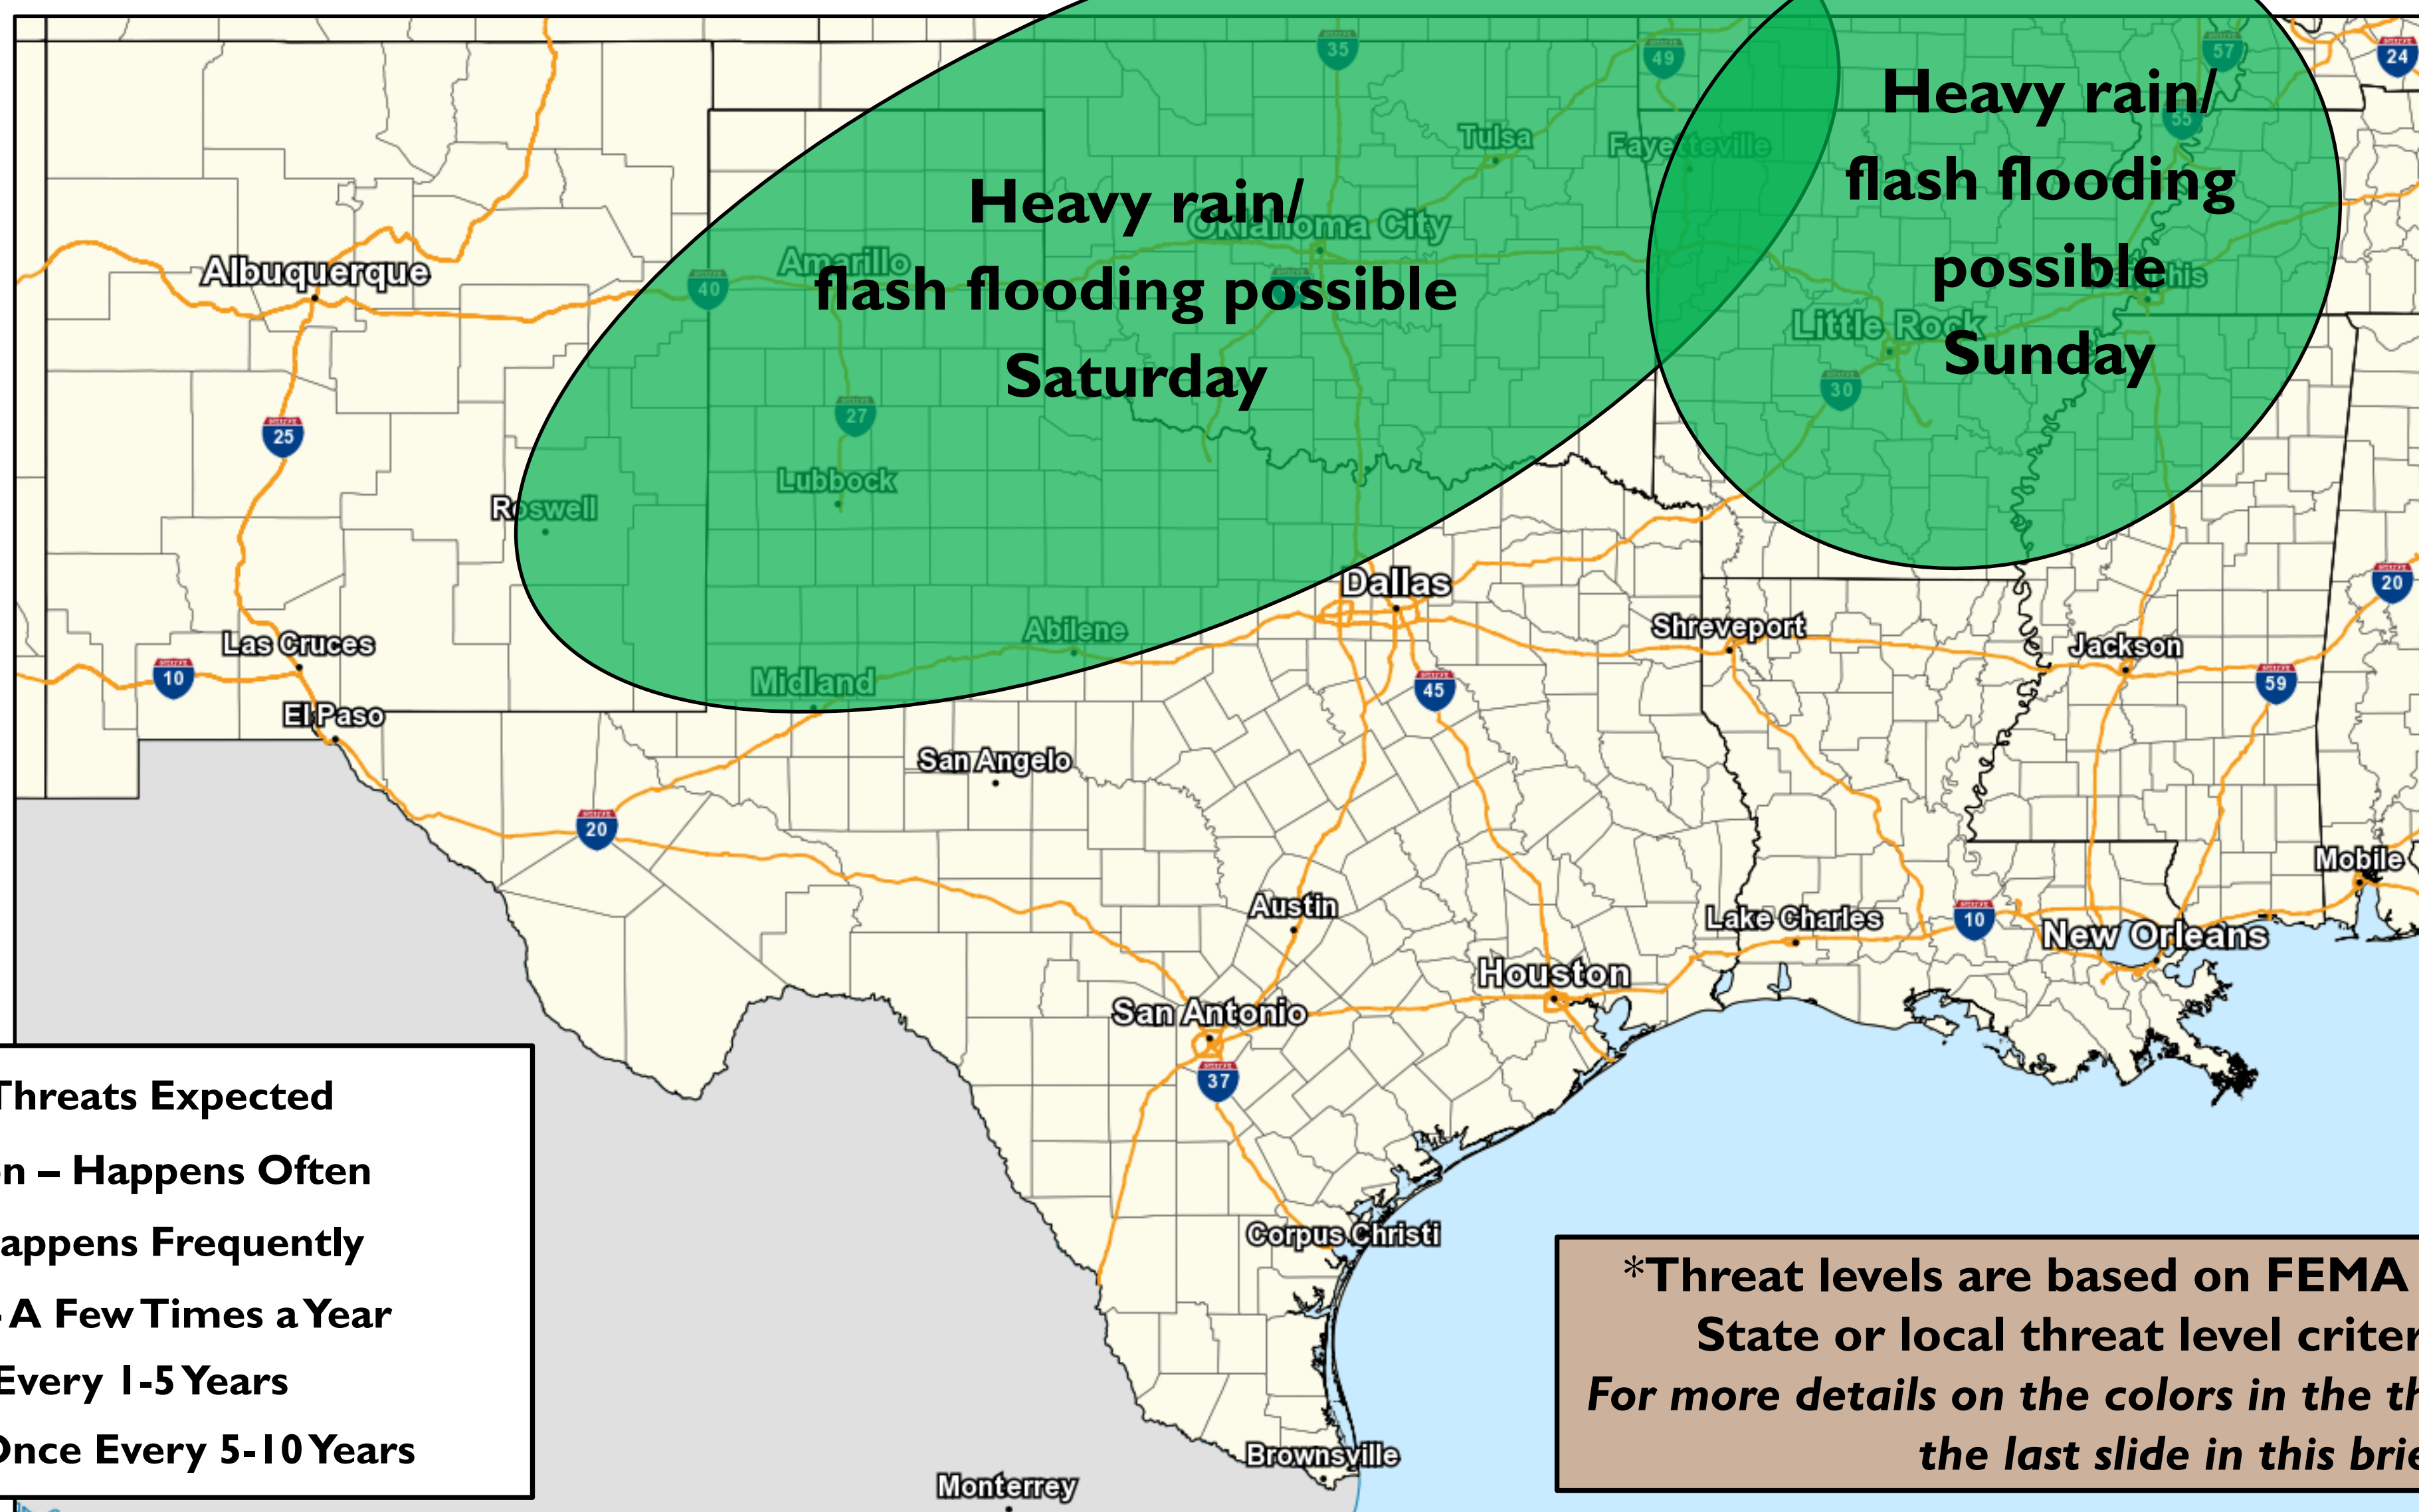 35
49
57
24
Heavy rain/
flash flooding
possible
Sunday
55
Tulsa
Fayetteville
Heavy rain/
flash flooding possible
Saturday
Oklahoma City
Albuquerque
Amarillo
40
Little Rock
30
25
27
Lubbock
Roswell
Dallas
20
Las Cruces
Abilene
Shreveport
Jackson
10
Midland
45
59
El Paso
San Angelo
20
Mobile
Austin
Lake Charles
10
New Orleans
Houston
San Antonio
37
Corpus Christi
Brownsville
Monterrey
Threats Expected
n – Happens Often
appens Frequently
- A Few Times a Year
Every 1-5 Years
Once Every 5-10 Years
*Threat levels are based on FEMA
State or local threat level criter
For more details on the colors in the th
the last slide in this brie